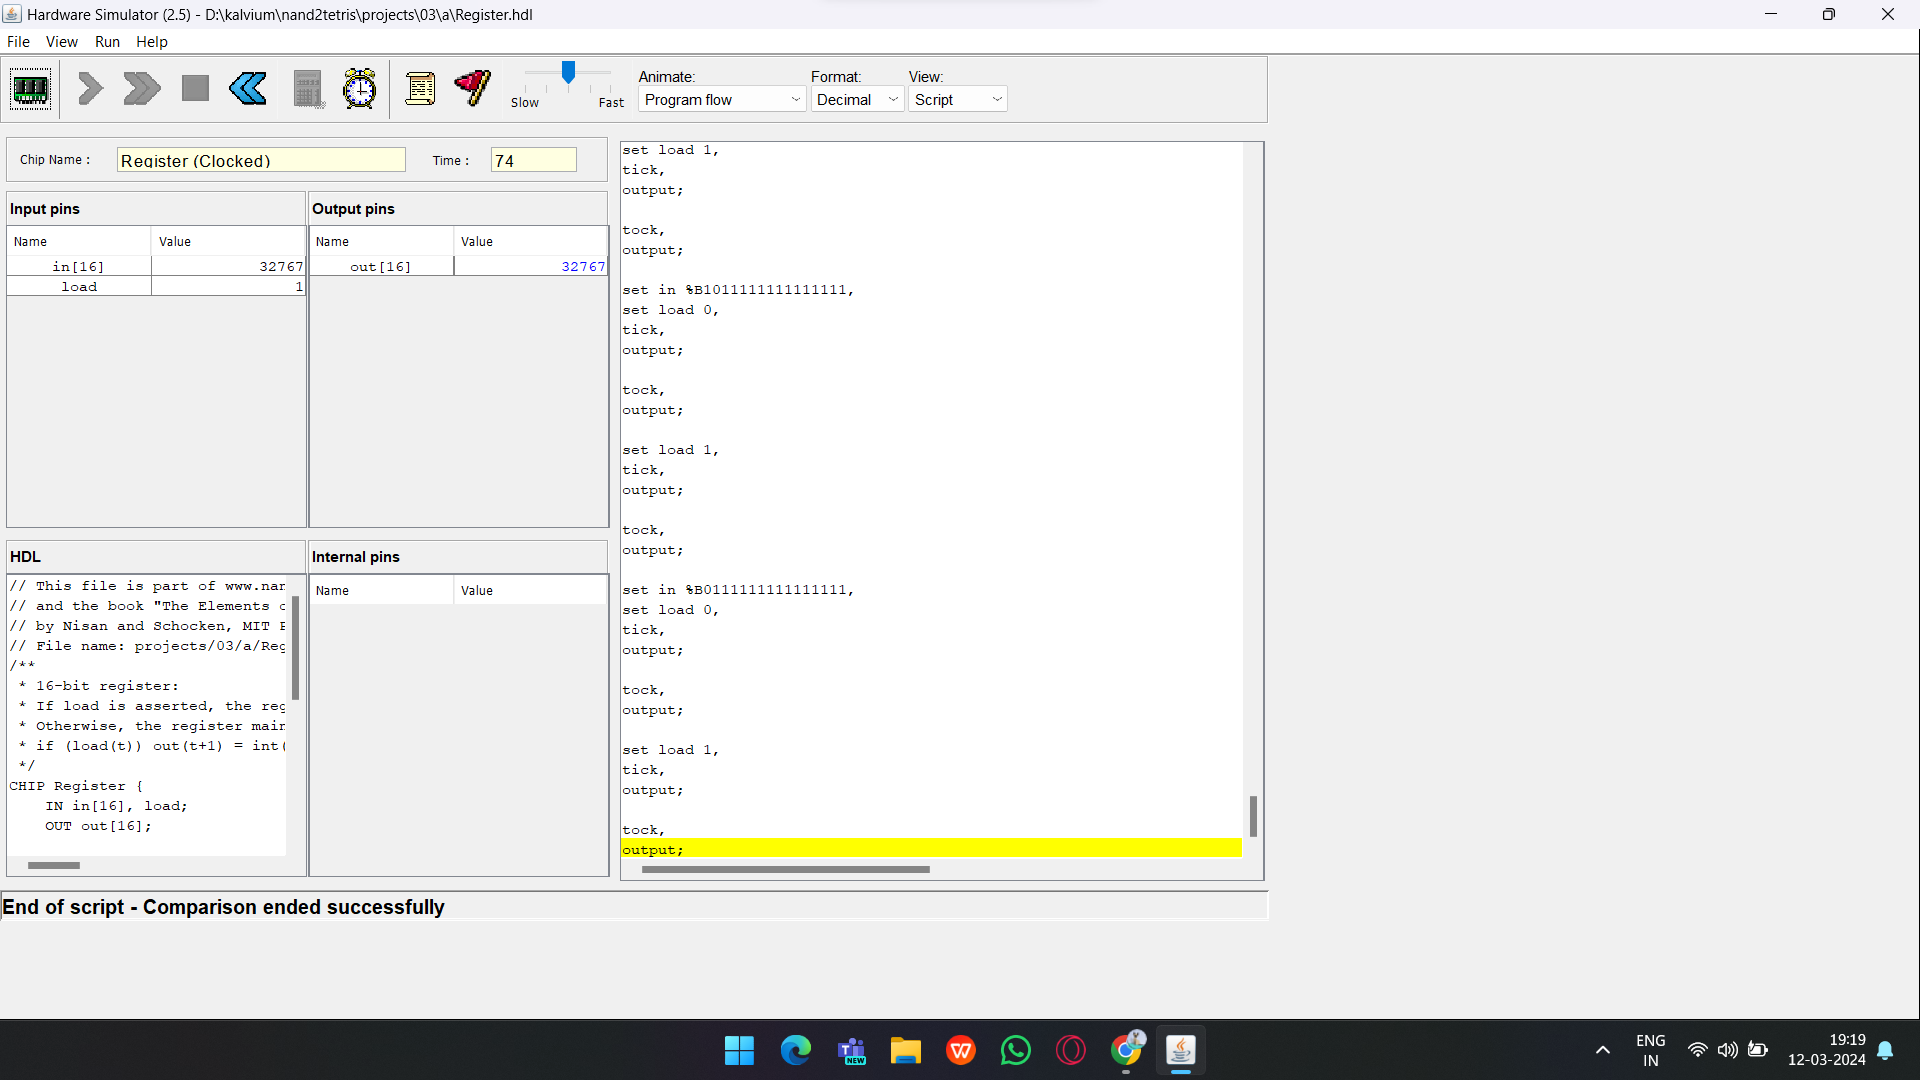 Hardware Simulator (2.5) - D:\kalvium\nand2tetris\projects\03\a\Register.hdl
File View Run Help
Slow Fast
Animate:
Program flow
Format:
Decimal
View:
Script
Chip Name : Register (Clocked) Time : 74
Input pins
Name Value
in[16] 32767
load 1
Output pins
Name Value
out[16] 32767
HDL
// This file is part of www.nan
// and the book "The Elements o
// by Nisan and Schocken, MIT P
// File name: projects/03/a/Reg
/**
* 16-bit register:
* If load is asserted, the reg
* Otherwise, the register main
* if (load(t)) out(t+1) = int(
*/
CHIP Register {
IN in[16], load;
OUT out[16];
Internal pins
Name Value
set load 1,
tick,
output;
tock,
output;
set in %B1011111111111111,
set load 0,
tick,
output;
tock,
output;
set load 1,
tick,
output;
tock,
output;
set in %B0111111111111111,
set load 0,
tick,
output;
tock,
output;
set load 1,
tick,
output;
tock,
output;
End of script - Comparison ended successfully
NEW
ENG
IN
19:19
12-03-2024